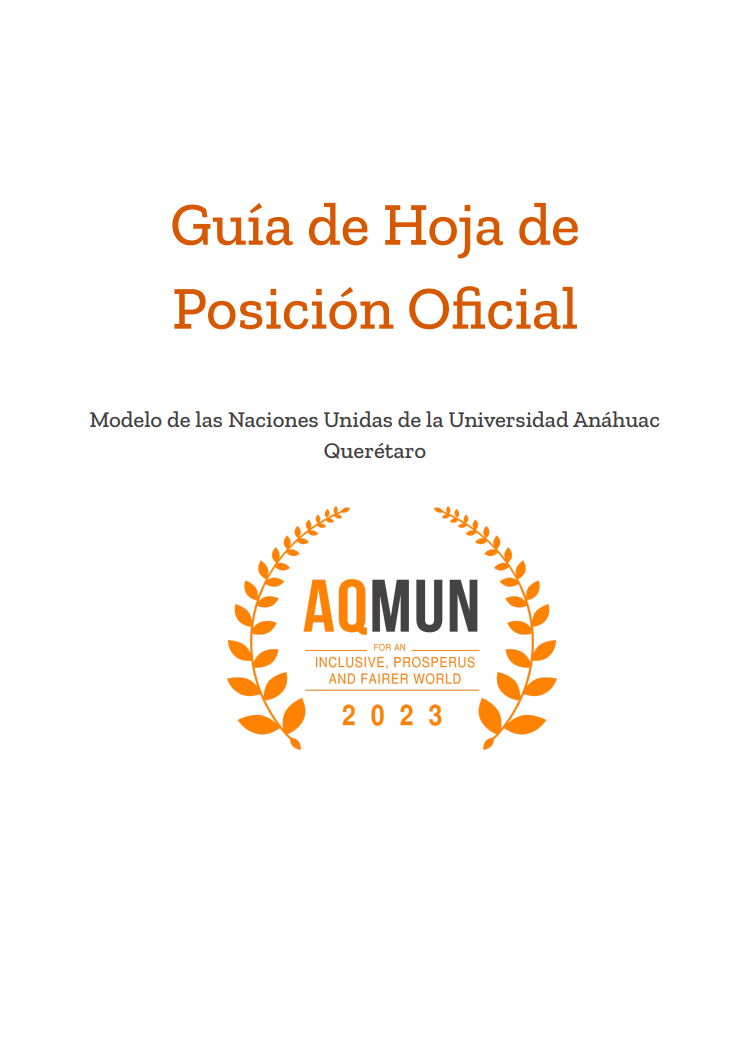 Guía de Hoja de
Posición Oficial
Modelo de las Naciones Unidas de la Universidad Anáhuac
Querétaro
AQMUN
FOR AN
INCLUSIVE, PROSPERUS
AND FAIRER WORLD
2023